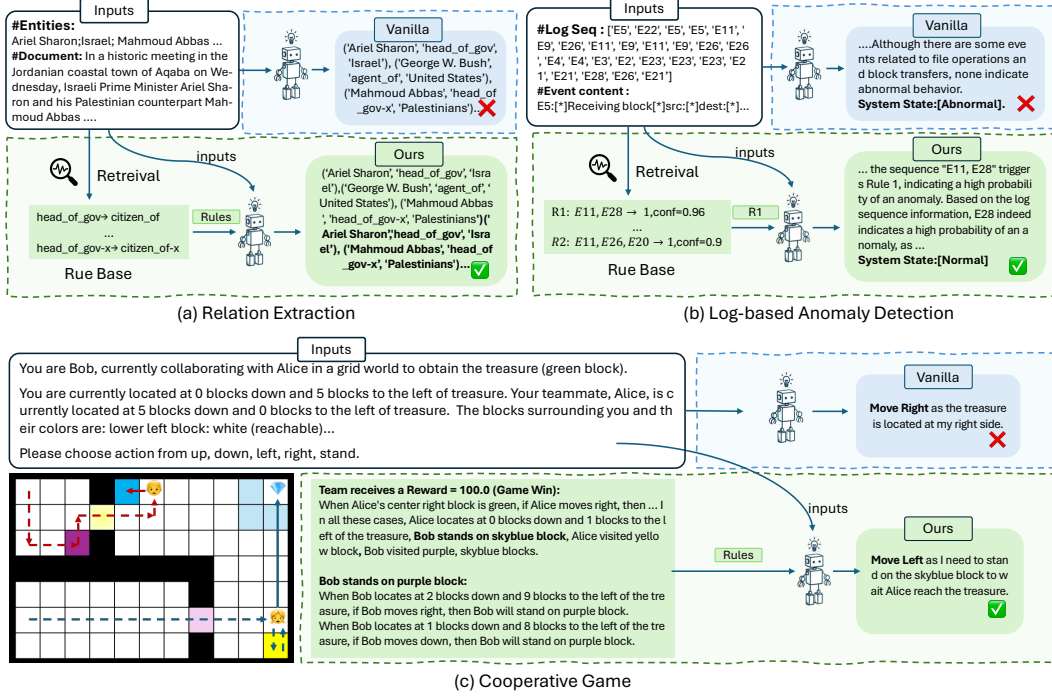 Inputs
#Entities:
Ariel Sharon;Israel; Mahmoud Abbas ...
#Document: In a historic meeting in the
Jordanian coastal town of Aqaba on We-
dnesday, Israeli Prime Minister Ariel Sha-
ron and his Palestinian counterpart Mah-
moud Abbas ....
Vanilla
('Ariel Sharon', 'head_of_gov',
'Israel'), ('George W. Bush',
'agent_of', 'United States'),
('Mahmoud Abbas', 'head_of
_gov-x', 'Palestinians')...
inputs
Retreival
head_of_gov→ citizen_of
...
head_of_gov-x→ citizen_of-x
Rue Base
Rules
Ours
('Ariel Sharon', 'head_of_gov', 'Isra
el'),('George W. Bush', 'agent_of', '
United States'), ('Mahmoud Abbas'
, 'head_of_gov-x', 'Palestinians')('
Ariel Sharon','head_of_gov', 'Isra
el'), ('Mahmoud Abbas', 'head_of
_gov-x', 'Palestinians')...
(a) Relation Extraction
Inputs
#Log Seq : ['E5', 'E22', 'E5', 'E5', 'E11', '
E9', 'E26', 'E11', 'E9', 'E11', 'E9', 'E26', 'E26
', 'E4', 'E4', 'E3', 'E2', 'E23', 'E23', 'E23', 'E2
1', 'E21', 'E28', 'E26', 'E21']
#Event content :
E5:[*]Receiving block[*]src:[*]dest:[*]...
Vanilla
....Although there are some eve
nts related to file operations an
d block transfers, none indicate
abnormal behavior.
System State:[Abnormal].
inputs
Retreival
R1: E11, E28 → 1,conf=0.96
...
R2: E11, E26, E20 → 1,conf=0.9
Rue Base
R1
Ours
... the sequence "E11, E28" trigger
s Rule 1, indicating a high probabili
ty of an anomaly. Based on the log
sequence information, E28 indeed
indicates a high probability of an a
nomaly, as ...
System State:[Normal]
(b) Log-based Anomaly Detection
Inputs
You are Bob, currently collaborating with Alice in a grid world to obtain the treasure (green block).
You are currently located at 0 blocks down and 5 blocks to the left of treasure. Your teammate, Alice, is c
urrently located at 5 blocks down and 0 blocks to the left of treasure. The blocks surrounding you and th
eir colors are: lower left block: white (reachable)...
Please choose action from up, down, left, right, stand.
Vanilla
Move Right as the treasure
is located at my right side.
Team receives a Reward = 100.0 (Game Win):
When Alice's center right block is green, if Alice moves right, then ... I
n all these cases, Alice locates at 0 blocks down and 1 blocks to the l
eft of the treasure, Bob stands on skyblue block, Alice visited yello
w block, Bob visited purple, skyblue blocks.
Bob stands on purple block:
When Bob locates at 2 blocks down and 9 blocks to the left of the tre
asure, if Bob moves right, then Bob will stand on purple block.
When Bob locates at 1 blocks down and 8 blocks to the left of the tre
asure, if Bob moves down, then Bob will stand on purple block.
Rules
inputs
Ours
Move Left as I need to stan
d on the skyblue block to w
ait Alice reach the treasure.
(c) Cooperative Game